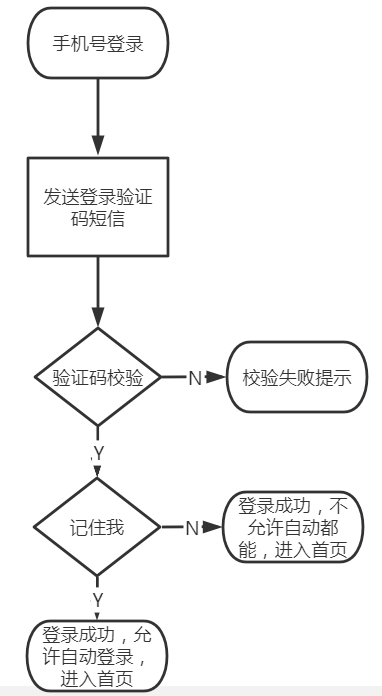 手机号登录
发送登录验证
码短信
验证码校验
N
校验失败提示
Y
记住我
N
登录成功，不
允许自动都
能，进入首页
Y
登录成功，允
许自动登录，
进入首页